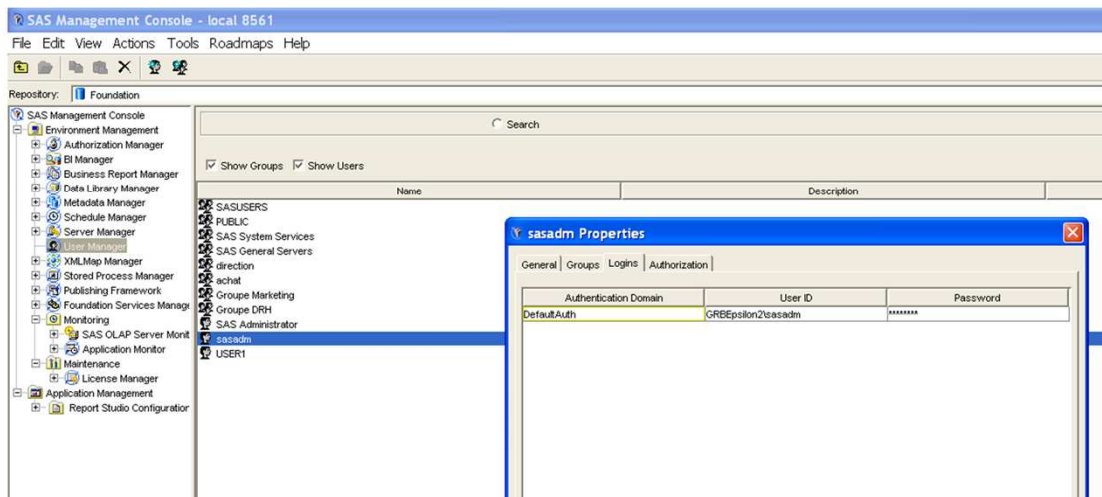 SAS Management Console - local 8561
File Edit View Actions Tools Roadmaps Help
Repository: Foundation
SAS Management Console
Environment Management
Authorization Manager
BI Manager
Business Report Manager
Data Library Manager
Metadata Manager
Schedule Manager
Server Manager
User Manager
XMLMap Manager
Stored Process Manager
Publishing Framework
Foundation Services Manage
Monitoring
SAS OLAP Server Monit
Application Monitor
Maintenance
License Manager
Application Management
Report Studio Configuration
Search
Show Groups Show Users
Name Description
SASUSERS
PUBLIC
SAS System Services
SAS General Servers
direction
achat
Groupe Marketing
Groupe DRH
SAS Administrator
sasadm
USER1
sasadm Properties
General Groups Logins Authorization
Authentication Domain User ID Password
DefaultAuth GRBEpsilon2\sasadm ********